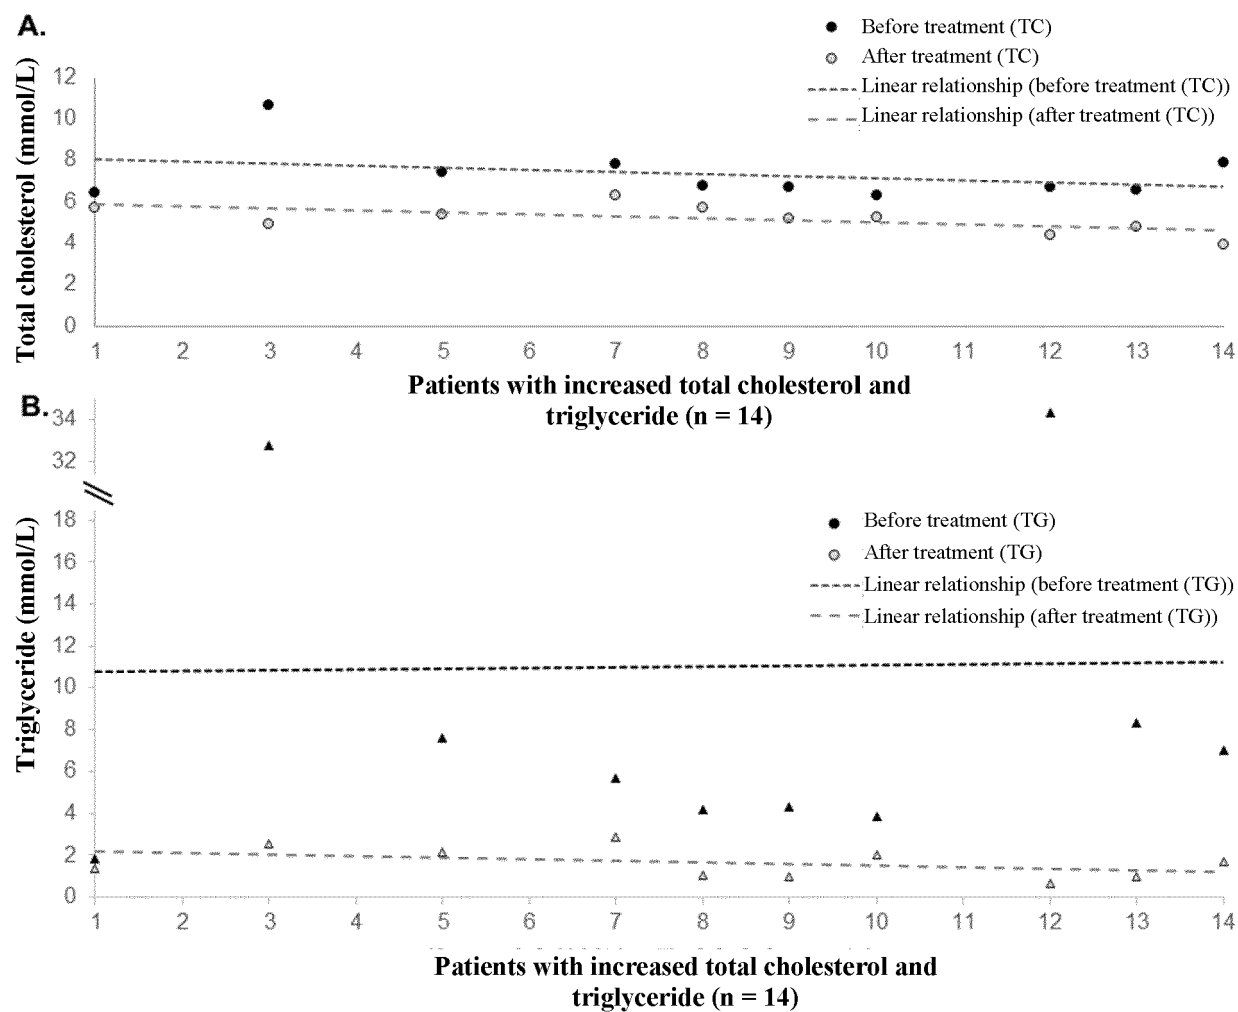 A.
Before treatment (TC)
After treatment (TC)
Linear relationship (before treatment (TC))
Linear relationship (after treatment (TC))
Total cholesterol (mmol/L)
12
10
8
6
4
2
0
1 2 3 4 5 6 7 8 9 10 11 12 13 14
Patients with increased total cholesterol and
triglyceride (n = 14)
B.
34
32
Before treatment (TG)
After treatment (TG)
Linear relationship (before treatment (TG))
Linear relationship (after treatment (TG))
Triglyceride (mmol/L)
18
16
14
12
10
8
6
4
2
0
1 2 3 4 5 6 7 8 9 10 11 12 13 14
Patients with increased total cholesterol and
triglyceride (n = 14)